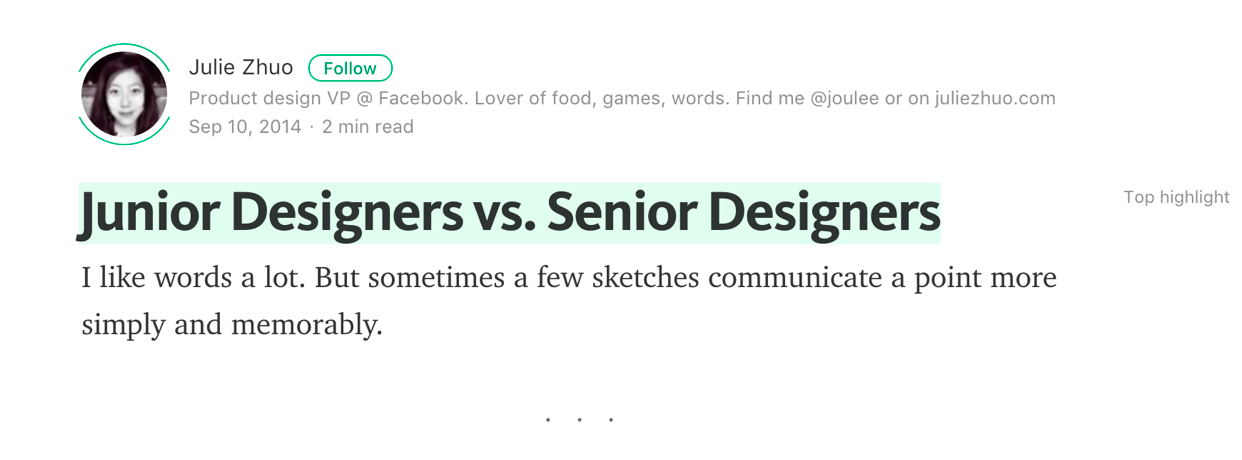 Julie Zhuo Follow
Product design VP @ Facebook. Lover of food, games, words. Find me @joulee or on juliezhuo.com
Sep 10, 2014 · 2 min read
Junior Designers vs. Senior Designers
Top highlight
I like words a lot. But sometimes a few sketches communicate a point more
simply and memorably.
. . .